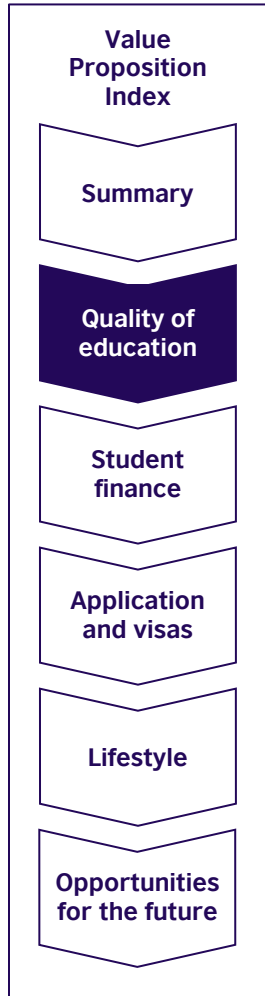 Value
Proposition
Index
Summary
Quality of
education
Student
finance
Application
and visas
Lifestyle
Opportunities
for the future